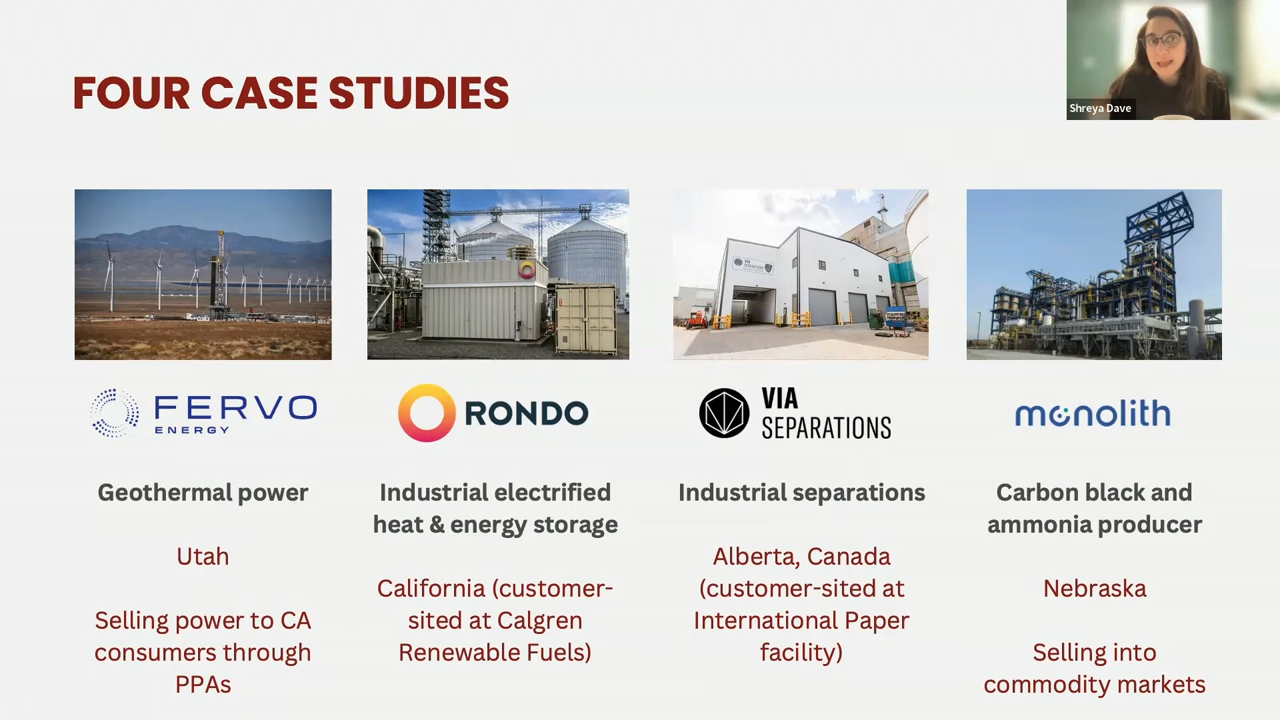 FOUR CASE STUDIES
Shreya Dave
FERVO
ENERGY
Geothermal power
Utah
Selling power to CA
consumers through
PPAs
RONDO
Industrial electrified
heat & energy storage
California (customer-
sited at Calgren
Renewable Fuels)
VIA
SEPARATIONS
Industrial separations
Alberta, Canada
(customer-sited at
International Paper
facility)
monolith
Carbon black and
ammonia producer
Nebraska
Selling into
commodity markets